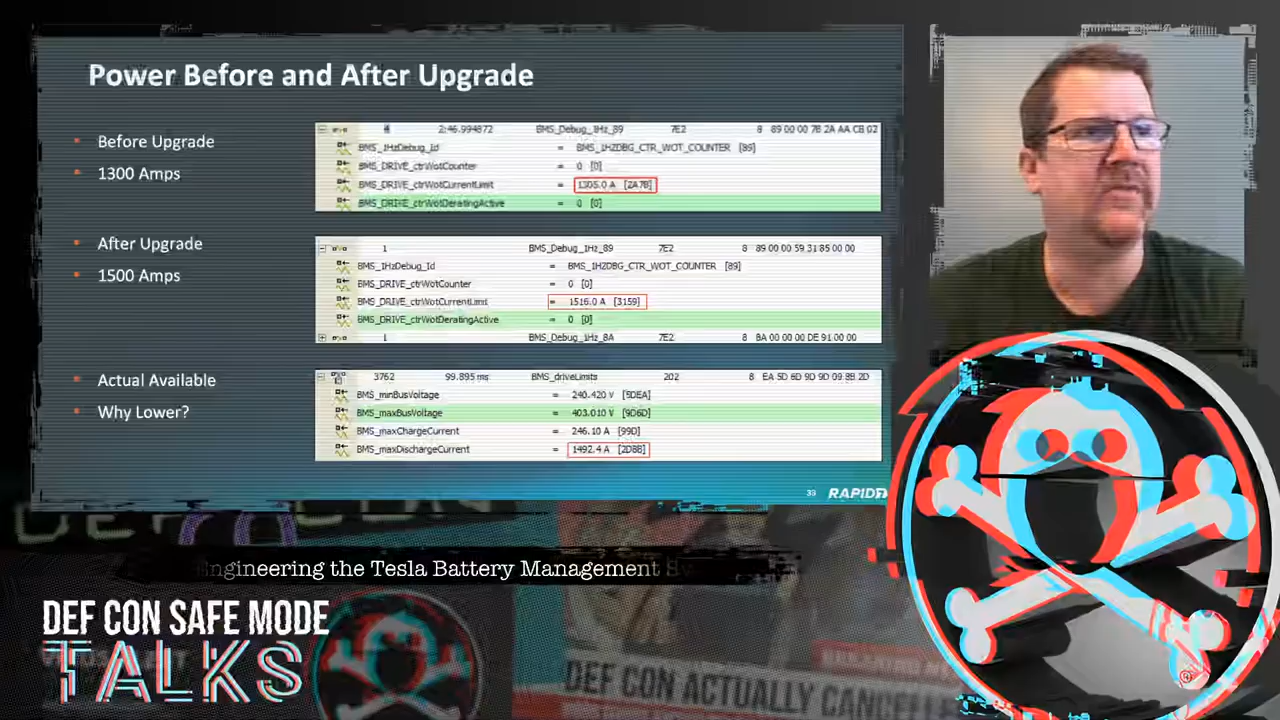 Power Before and After Upgrade
Before Upgrade
1300 Amps
4 2:46.994872 BMS_Debug_1Hz_89 7E2 8 89 00 00 7B 2A AA CB 02
BMS_1HzDebug_Id = BMS_1HZDBG_CTR_WOT_COUNTER [89]
BMS_DRIVE_ctrWotCounter = 0 [0]
BMS_DRIVE_ctrWotCurrentLimit = 1305.0 A [2A7B]
BMS_DRIVE_ctrWotDeratingActive = 0 [0]
After Upgrade
1500 Amps
1 BMS_Debug_1Hz_89 7E2 8 89 00 00 59 31 85 00 00
BMS_1HzDebug_Id = BMS_1HZDBG_CTR_WOT_COUNTER [89]
BMS_DRIVE_ctrWotCounter = 0 [0]
BMS_DRIVE_ctrWotCurrentLimit = 1516.0 A [3159]
BMS_DRIVE_ctrWotDeratingActive = 0 [0]
1 BMS_Debug_1Hz_8A 7E2 8 8A 00 00 00 DE 91 00 00
Actual Available
Why Lower?
3762 99.895 ms BMS_driveLimits 202 8 EA 5D 6D 9D 9D 09 8B 2D
BMS_minBusVoltage = 240.420 V [5DEA]
BMS_maxBusVoltage = 403.010 V [9D6D]
BMS_maxChargeCurrent = 246.10 A [99D]
BMS_maxDischargeCurrent = 1492.4 A [2D8B]
33 RAPID7
ngineering the Tesla Battery Management
DEF CON SAFE MODE
TALKS
DEF CON ACTUALLY CANCELL